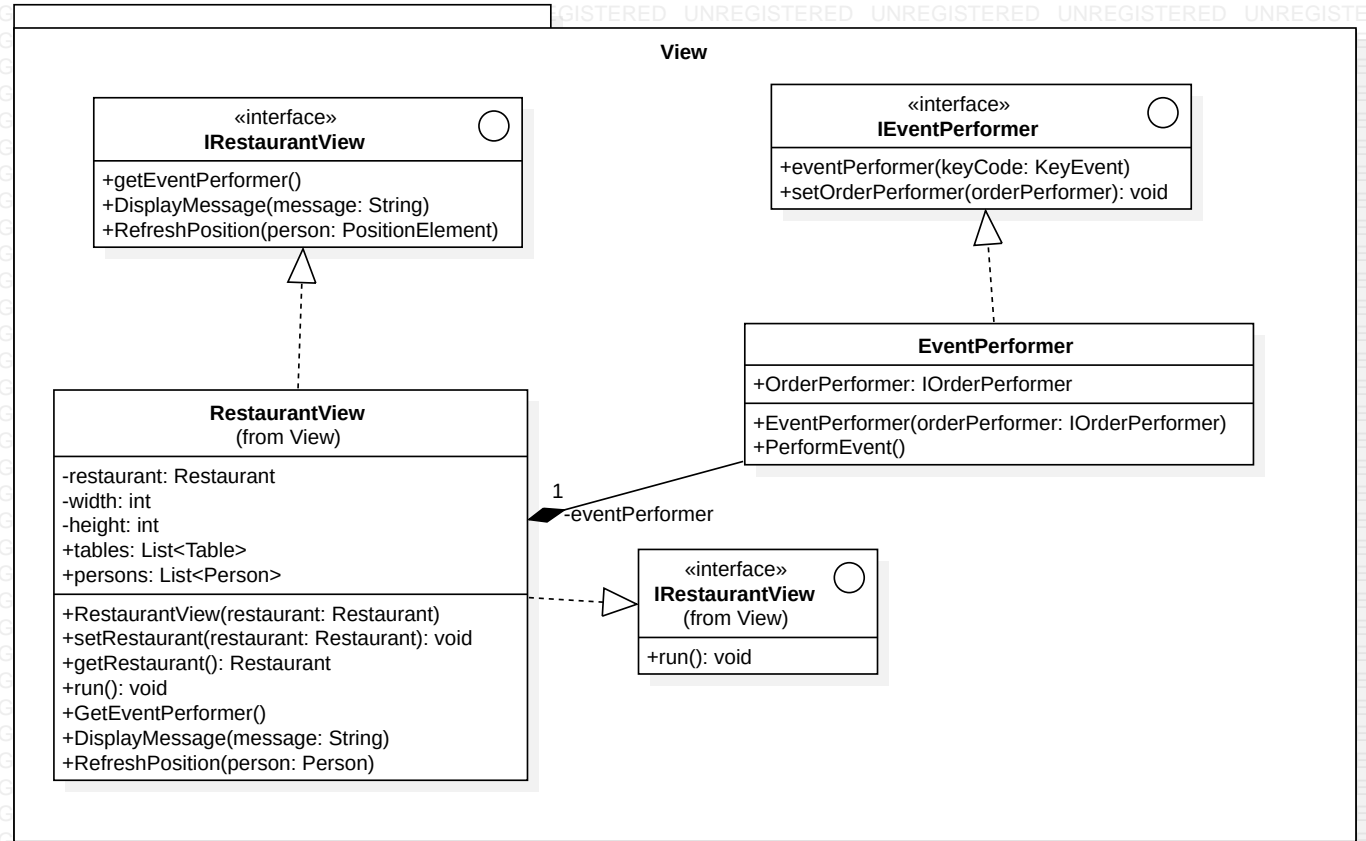 GISTERED UNREGISTERED UNREGISTERED UNREGISTERED UNREGISTE
View
«interface»
IRestaurantView
+getEventPerformer()
+DisplayMessage(message: String)
+RefreshPosition(person: PositionElement)
«interface»
IEventPerformer
+eventPerformer(keyCode: KeyEvent)
+setOrderPerformer(orderPerformer): void
EventPerformer
+OrderPerformer: IOrderPerformer
+EventPerformer(orderPerformer: IOrderPerformer)
+PerformEvent()
RestaurantView
(from View)
-restaurant: Restaurant
-width: int
-height: int
+tables: List<Table>
+persons: List<Person>
+RestaurantView(restaurant: Restaurant)
+setRestaurant(restaurant: Restaurant): void
+getRestaurant(): Restaurant
+run(): void
+GetEventPerformer()
+DisplayMessage(message: String)
+RefreshPosition(person: Person)
1
-eventPerformer
«interface»
IRestaurantView
(from View)
+run(): void